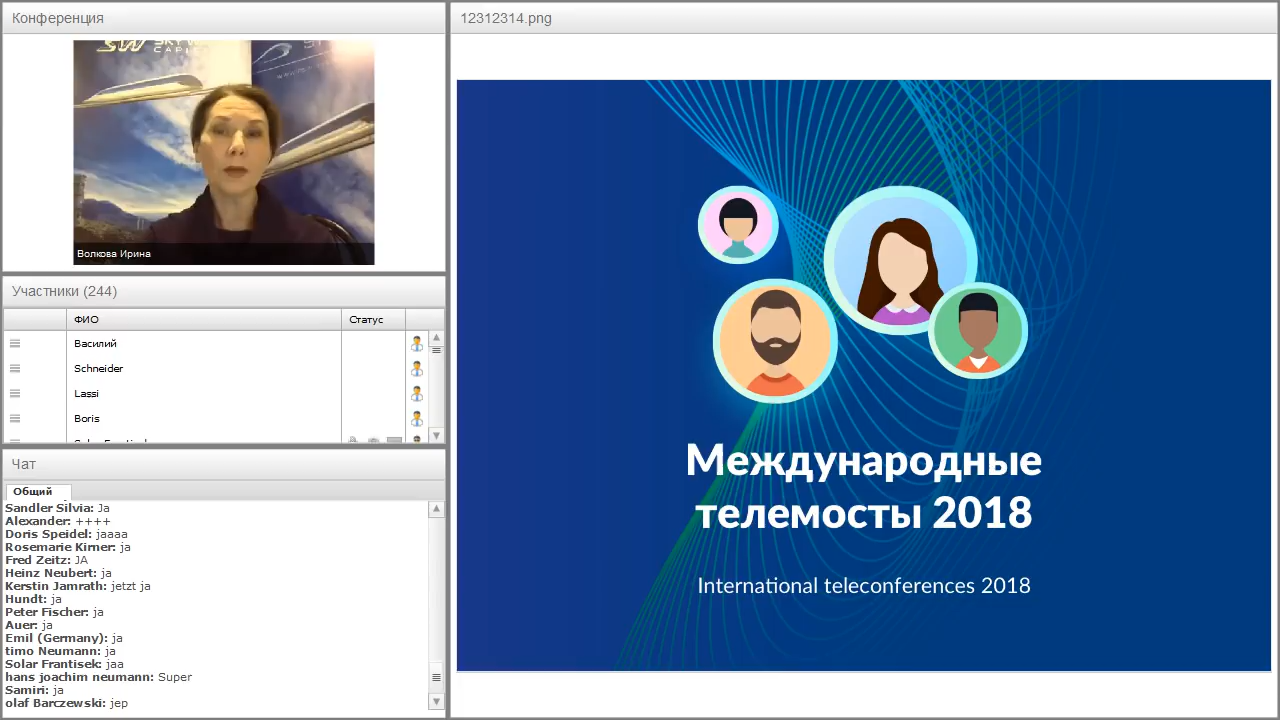 Конференция
SW SKYWAY
CAPITAL
Волкова Ирина
Участники (244)
ФИО
Статус
Василий
Schneider
Lassi
Boris
Чат
Общий
Sandler Silvia: Ja
Alexander: ++++
Doris Speidel: jaaaa
Rosemarie Kirner: ja
Fred Zeitz: JA
Heinz Neubert: ja
Kerstin Jamrath: jetzt ja
Hundt: ja
Peter Fischer: ja
Auer: ja
Emil (Germany): ja
timo Neumann: ja
Solar Frantisek: jaa
hans joachim neumann: Super
Samiri: ja
olaf Barczewski: jep
12312314.png
Международные
телемосты 2018
International teleconferences 2018